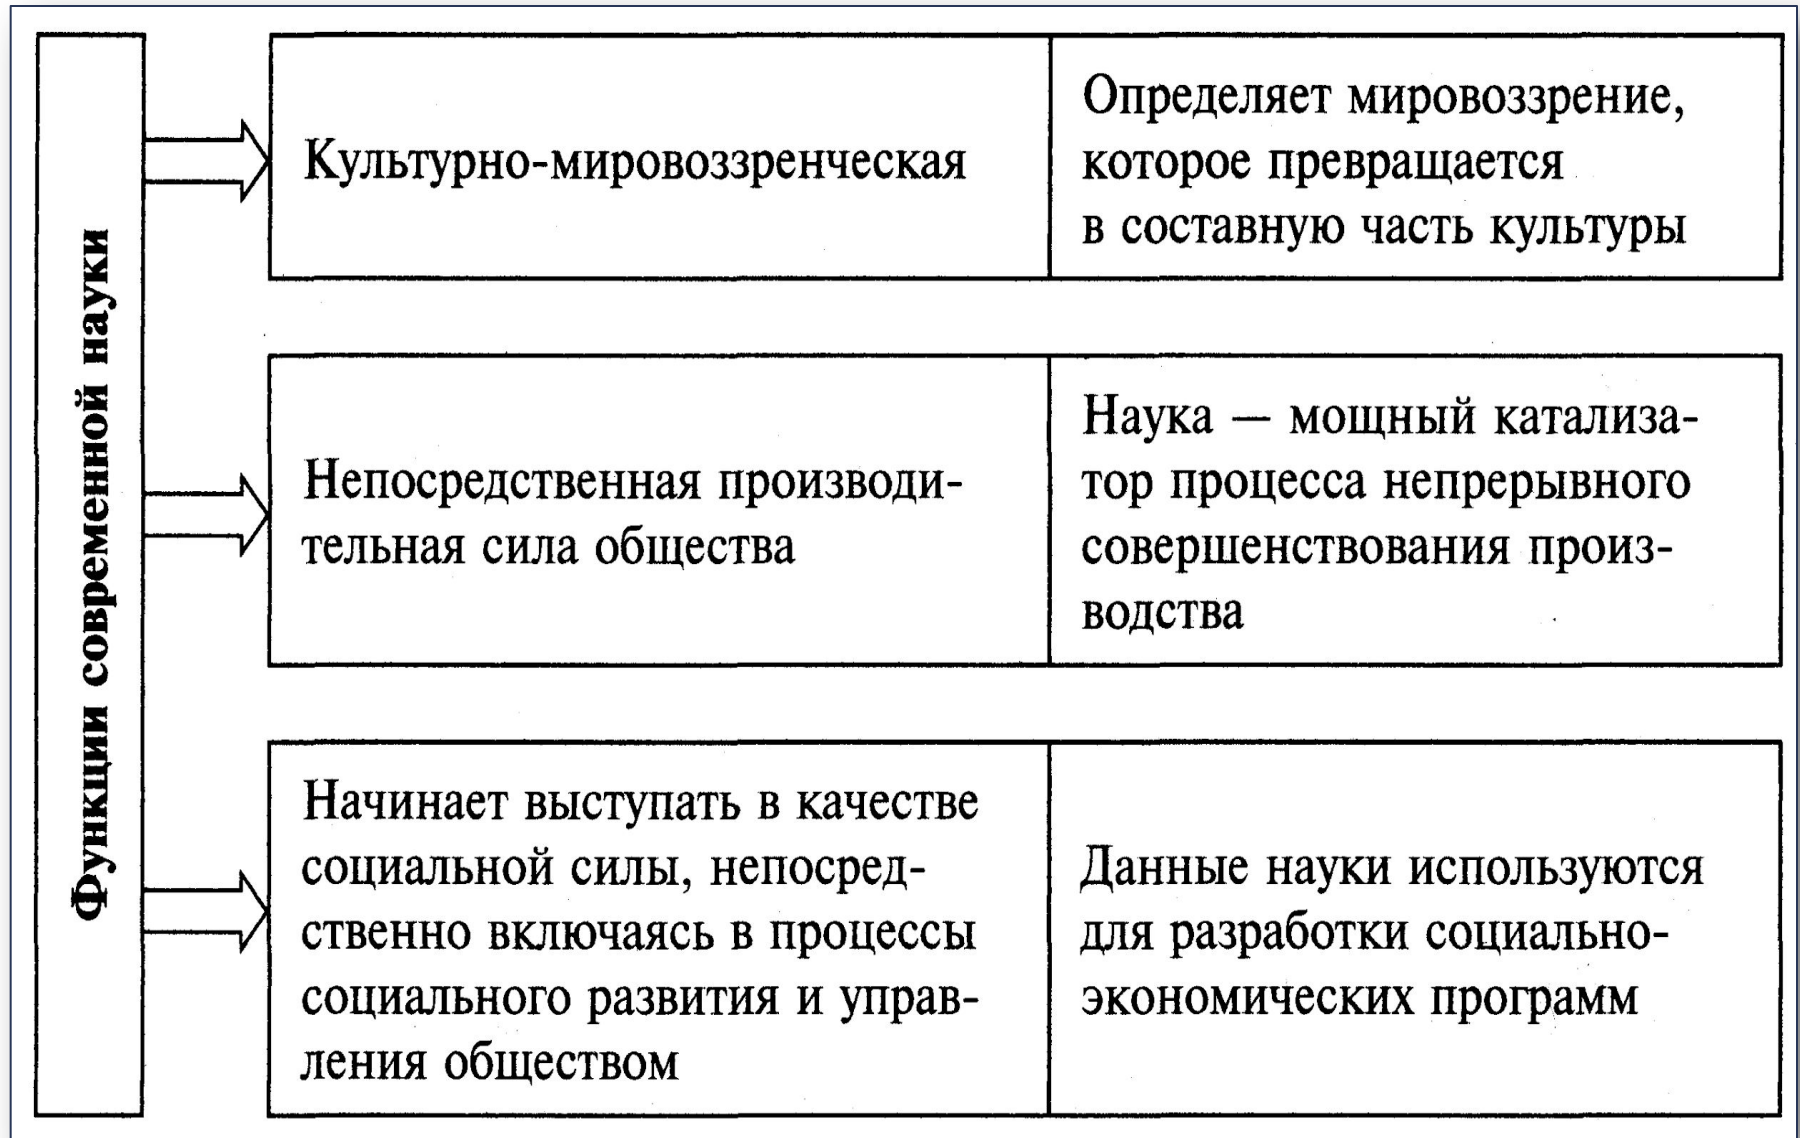 Функции современной науки
Культурно-мировоззренческая
Определяет мировоззрение,
которое превращается
в составную часть культуры
Непосредственная производи-
тельная сила общества
Наука — мощный катализа-
тор процесса непрерывного
совершенствования произ-
водства
Начинает выступать в качестве
социальной силы, непосред-
ственно включаясь в процессы
социального развития и управ-
ления обществом
Данные науки используются
для разработки социально-
экономических программ